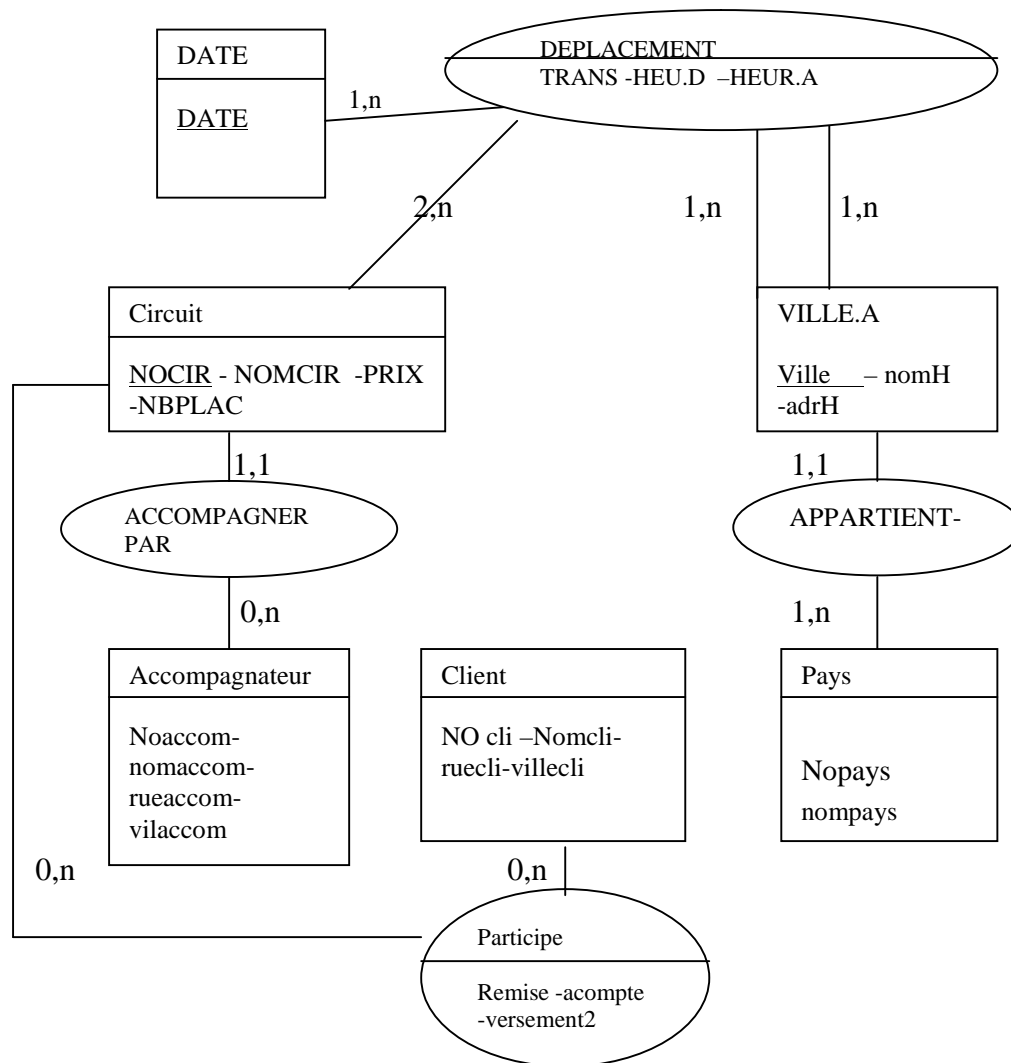 DATE
DATE
DEPLACEMENT
TRANS -HEU.D –HEUR.A
1,n
2,n
1,n
1,n
Circuit
NOCIR - NOMCIR -PRIX
-NBPLAC
VILLE.A
Ville – nomH
-adrH
1,1
1,1
ACCOMPAGNER
PAR
APPARTIENT-
0,n
1,n
Accompagnateur
Noaccom-
nomaccom-
rueaccom-
vilaccom
Client
NO cli –Nomcli-
ruecli-villecli
Pays
Nopays
nompays
0,n
0,n
Participe
Remise -acompte
-versement2